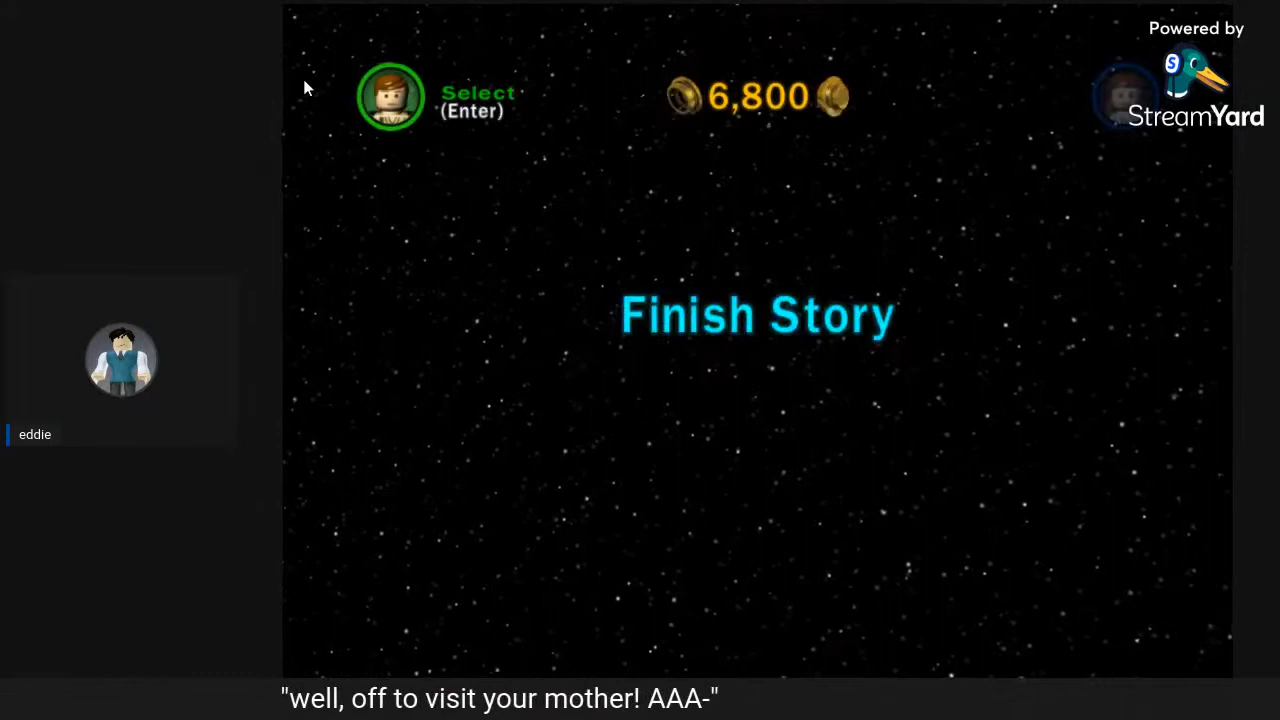 Powered by
S
StreamYard
Select
(Enter)
6,800
Finish Story
eddie
"well, off to visit your mother! AAA-"